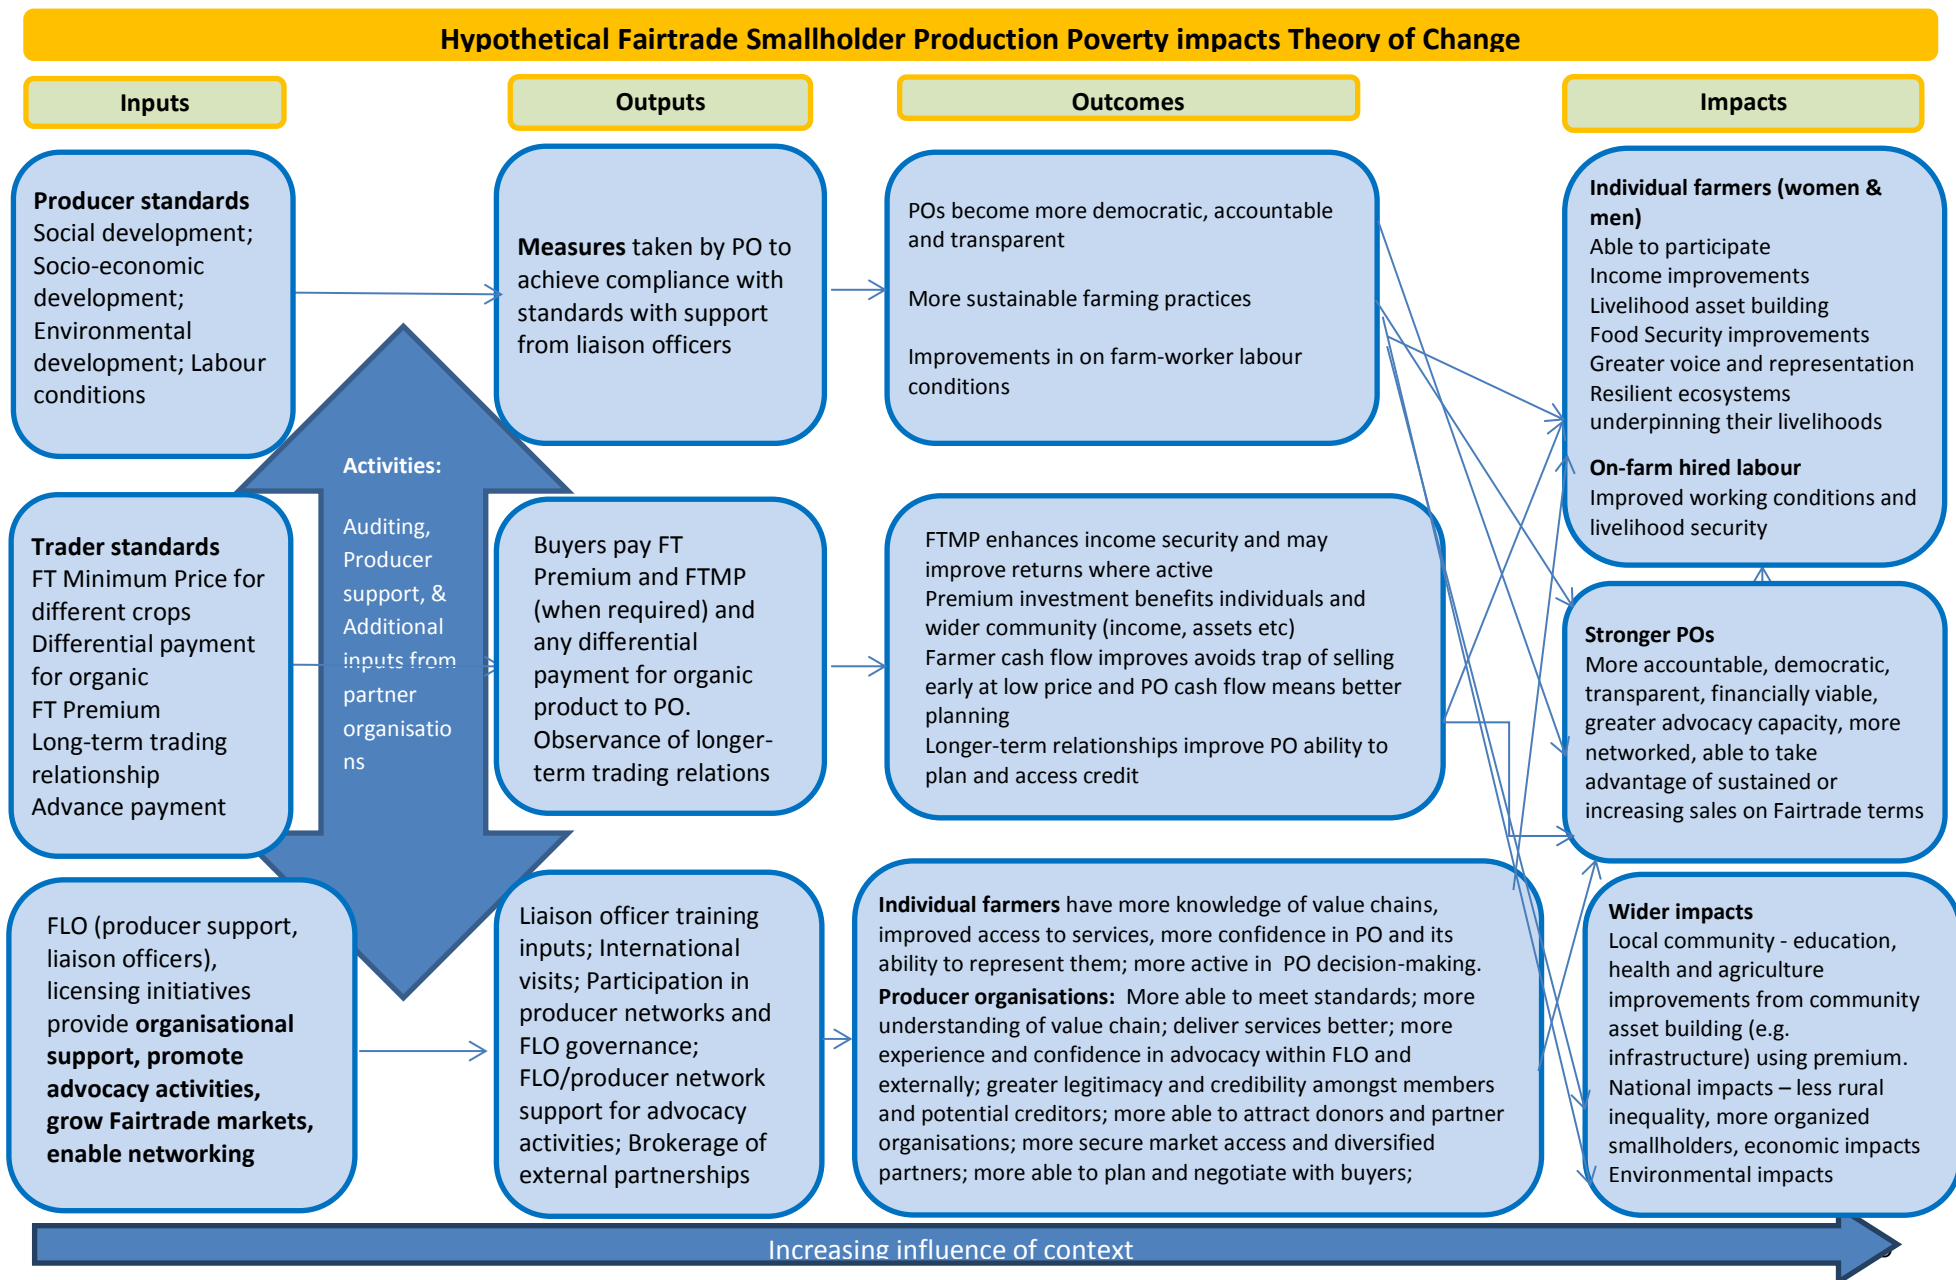 Hypothetical Fairtrade Smallholder Production Poverty impacts Theory of Change
Inputs
Outputs
Outcomes
Impacts
Producer standards
Social development;
Socio-economic
development;
Environmental
development; Labour
conditions
Measures taken by PO to
achieve compliance with
standards with support
from liaison officers
POs become more democratic, accountable
and transparent
More sustainable farming practices
Improvements in on farm-worker labour
conditions
Individual farmers (women &
men)
Able to participate
Income improvements
Livelihood asset building
Food Security improvements
Greater voice and representation
Resilient ecosystems
underpinning their livelihoods
On-farm hired labour
Improved working conditions and
livelihood security
Activities:
Auditing,
Producer
support, &
Additional
inputs from
partner
organisatio
ns
Trader standards
FT Minimum Price for
different crops
Differential payment
for organic
FT Premium
Long-term trading
relationship
Advance payment
Buyers pay FT
Premium and FTMP
(when required) and
any differential
payment for organic
product to PO.
Observance of longer-
term trading relations
FTMP enhances income security and may
improve returns where active
Premium investment benefits individuals and
wider community (income, assets etc)
Farmer cash flow improves avoids trap of selling
early at low price and PO cash flow means better
planning
Longer-term relationships improve PO ability to
plan and access credit
Stronger POs
More accountable, democratic,
transparent, financially viable,
greater advocacy capacity, more
networked, able to take
advantage of sustained or
increasing sales on Fairtrade terms
FLO (producer support,
liaison officers),
licensing initiatives
provide organisational
support, promote
advocacy activities,
grow Fairtrade markets,
enable networking
Liaison officer training
inputs; International
visits; Participation in
producer networks and
FLO governance;
FLO/producer network
support for advocacy
activities; Brokerage of
external partnerships
Individual farmers have more knowledge of value chains,
improved access to services, more confidence in PO and its
ability to represent them; more active in PO decision-making.
Producer organisations: More able to meet standards; more
understanding of value chain; deliver services better; more
experience and confidence in advocacy within FLO and
externally; greater legitimacy and credibility amongst members
and potential creditors; more able to attract donors and partner
organisations; more secure market access and diversified
partners; more able to plan and negotiate with buyers;
Wider impacts
Local community - education,
health and agriculture
improvements from community
asset building (e.g.
infrastructure) using premium.
National impacts – less rural
inequality, more organized
smallholders, economic impacts
Environmental impacts
Increasing influence of context